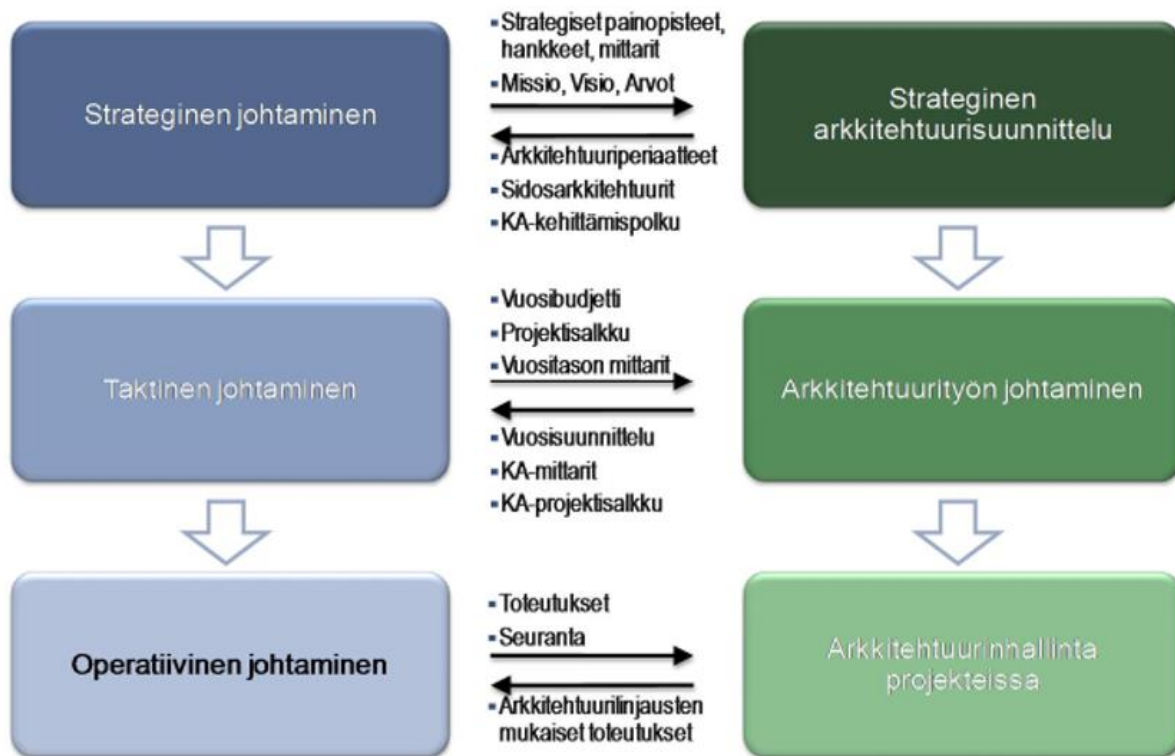 Strateginen johtaminen
▪Strategiset painopisteet,
hankkeet, mittarit
▪Missio, Visio, Arvot
▪Arkkitehtuuriperiaatteet
▪Sidosarkkitehtuurit
▪KA-kehittämispolku
Strateginen
arkkitehtuurisuunnittelu
Taktinen johtaminen
▪Vuosibudjetti
▪Projektisalkku
▪Vuositason mittarit
▪Vuosisuunnittelu
▪KA-mittarit
▪KA-projektisalkku
Arkkitehtuurityön johtaminen
Operatiivinen johtaminen
▪Toteutukset
▪Seuranta
▪Arkkitehtuurilinjausten
mukaiset toteutukset
Arkkitehtuurinhallinta
projekteissa